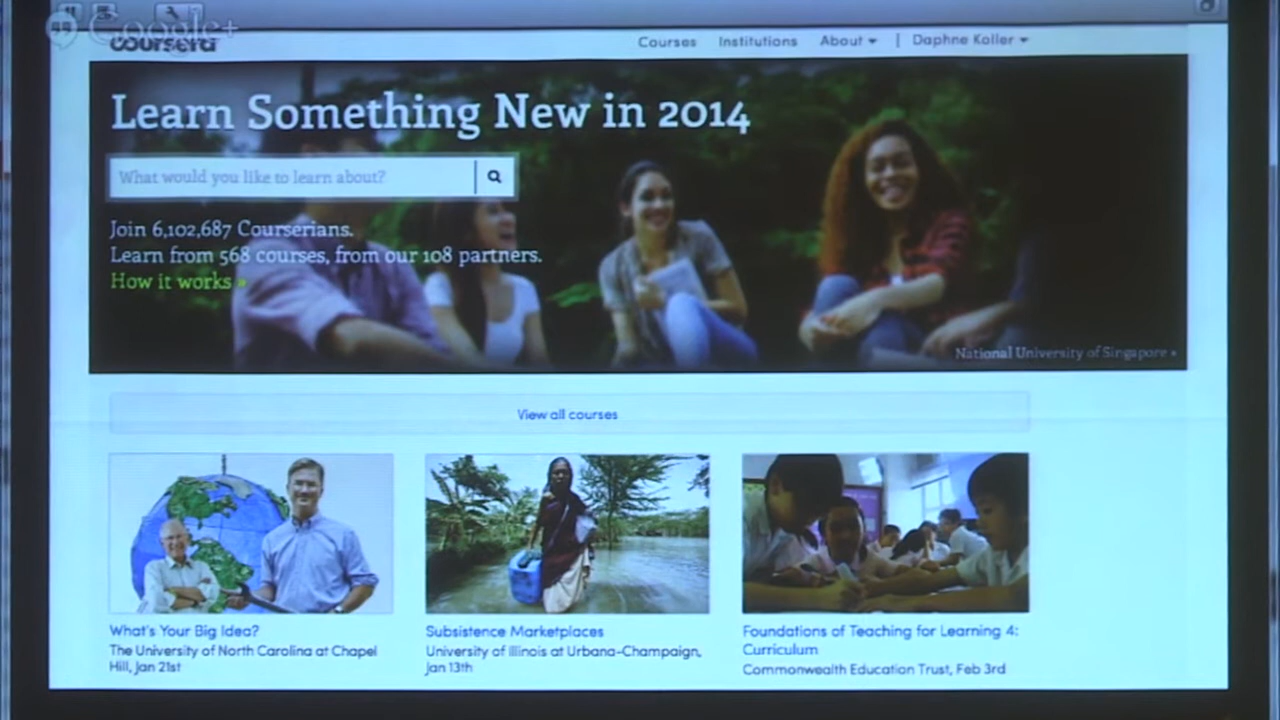 Google+
coursera
Courses Institutions About | Daphne Koller
Learn Something New in 2014
What would you like to learn about?
Join 6,102,687 Courserians.
Learn from 568 courses, from our 108 partners.
How it works »
National University of Singapore »
View all courses
What's Your Big Idea?
The University of North Carolina at Chapel
Hill, Jan 21st
Subsistence Marketplaces
University of Illinois at Urbana-Champaign,
Jan 13th
Foundations of Teaching for Learning 4:
Curriculum
Commonwealth Education Trust, Feb 3rd